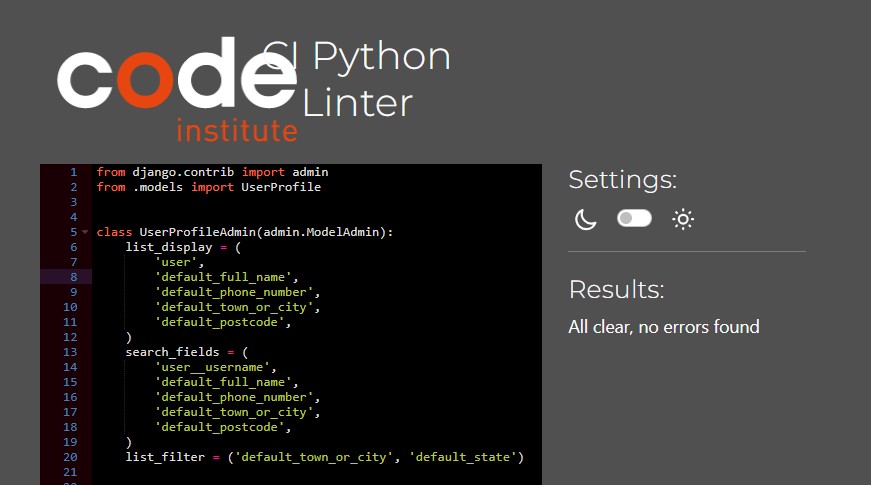 code
institute
CI Python
Linter
1 from django.contrib import admin
2 from .models import UserProfile
3
4
5 class UserProfileAdmin(admin.ModelAdmin):
6     list_display = (
7         'user',
8         'default_full_name',
9         'default_phone_number',
10         'default_town_or_city',
11         'default_postcode',
12     )
13     search_fields = (
14         'user__username',
15         'default_full_name',
16         'default_phone_number',
17         'default_town_or_city',
18         'default_postcode',
19     )
20     list_filter = ('default_town_or_city', 'default_state')
21
Settings:
Results:
All clear, no errors found